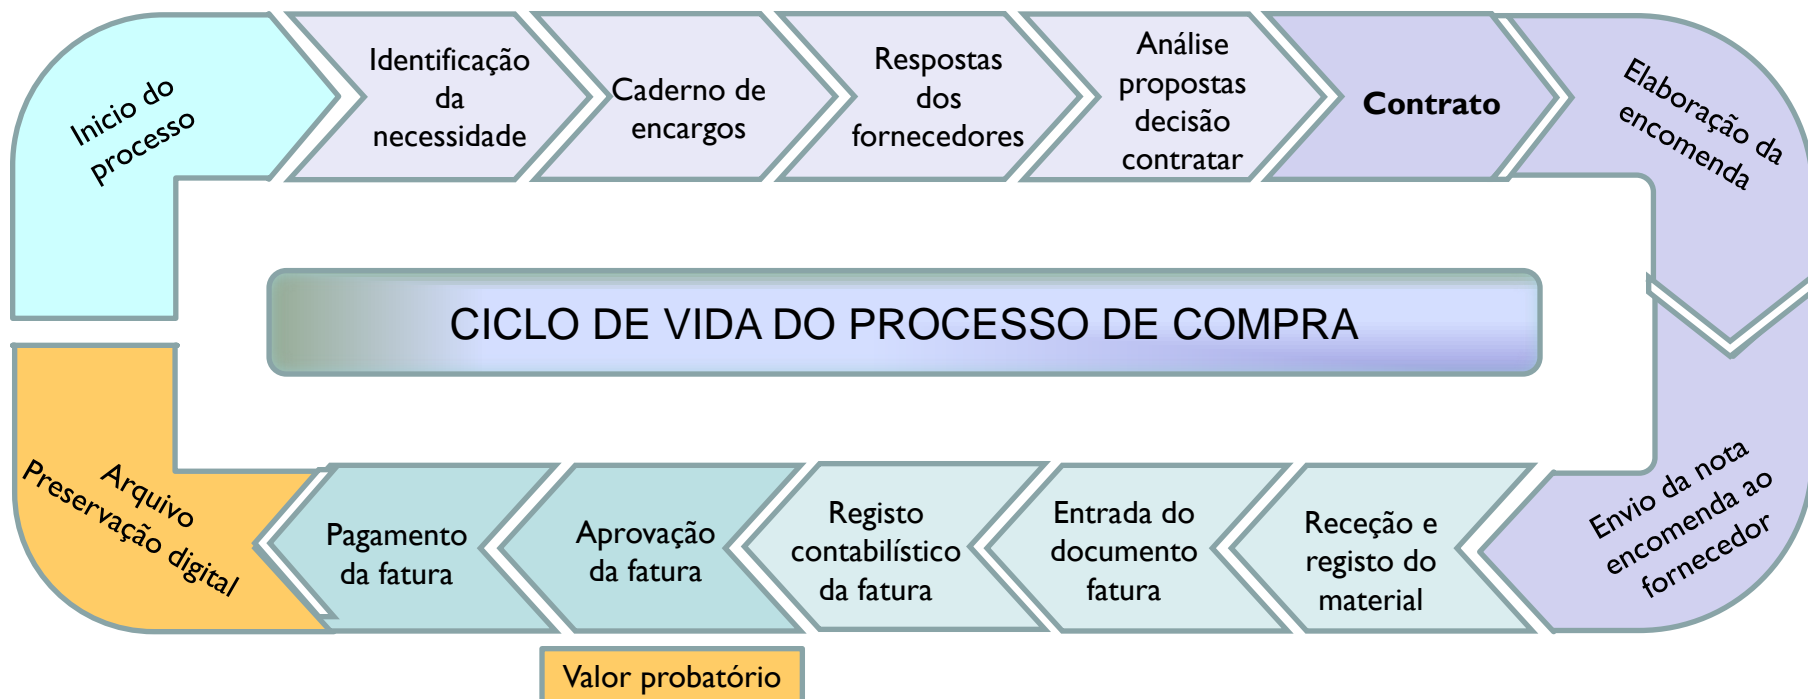 Inicio do
processo
Identificação
da
necessidade
Caderno de
encargos
Respostas
dos
fornecedores
Análise
propostas
decisão
contratar
Contrato
Elaboração da
encomenda
CICLO DE VIDA DO PROCESSO DE COMPRA
Envio da nota
encomenda ao
fornecedor
Receção e
registo do
material
Entrada do
documento
fatura
Registo
contabilístico
da fatura
Aprovação
da fatura
Valor probatório
Pagamento
da fatura
Arquivo
Preservação digital